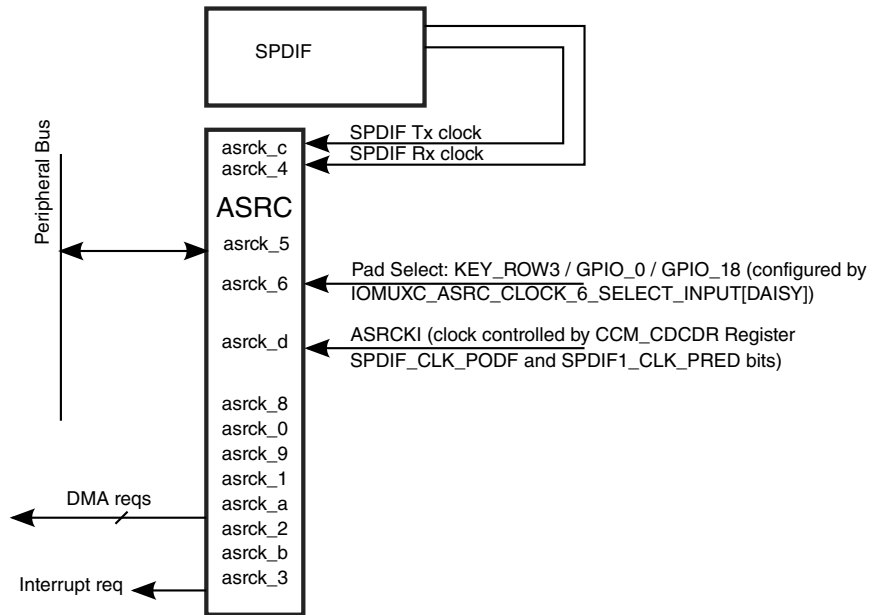 SPDIF
SPDIF Tx clock
SPDIF Rx clock
asrck_c
asrck_4
ASRC
Peripheral Bus
asrck_5
asrck_6
Pad Select: KEY_ROW3 / GPIO_0 / GPIO_18 (configured by
IOMUXC_ASRC_CLOCK_6_SELECT_INPUT[DAISY])
asrck_d
ASRCKI (clock controlled by CCM_CDCDR Register
SPDIF_CLK_PODF and SPDIF1_CLK_PRED bits)
asrck_8
asrck_0
asrck_9
asrck_1
asrck_a
DMA reqs
asrck_2
asrck_b
asrck_3
Interrupt req